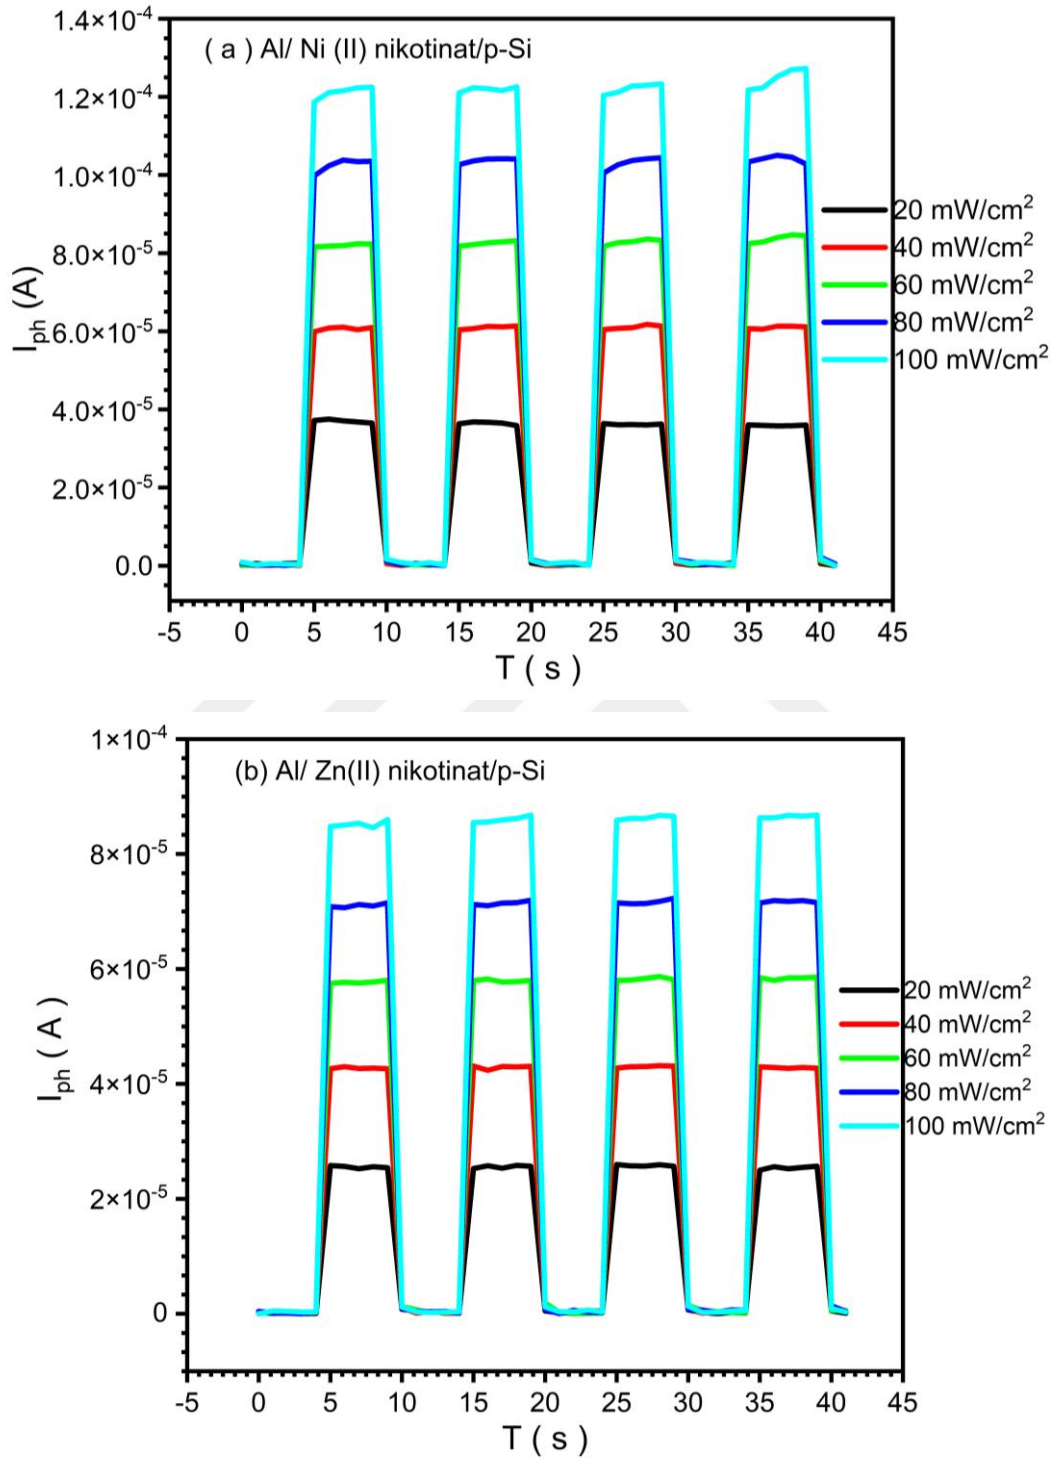 ( a ) Al/ Ni (II) nikotinat/p-Si
1.4×10⁻⁴
1.2×10⁻⁴
1.0×10⁻⁴
8.0×10⁻⁵
6.0×10⁻⁵
4.0×10⁻⁵
2.0×10⁻⁵
0.0
I_ph (A)
20 mW/cm²
40 mW/cm²
60 mW/cm²
80 mW/cm²
100 mW/cm²
-5 0 5 10 15 20 25 30 35 40 45
T ( s )
(b) Al/ Zn(II) nikotinat/p-Si
1×10⁻⁴
8×10⁻⁵
6×10⁻⁵
4×10⁻⁵
2×10⁻⁵
0
I_ph ( A )
20 mW/cm²
40 mW/cm²
60 mW/cm²
80 mW/cm²
100 mW/cm²
-5 0 5 10 15 20 25 30 35 40 45
T ( s )